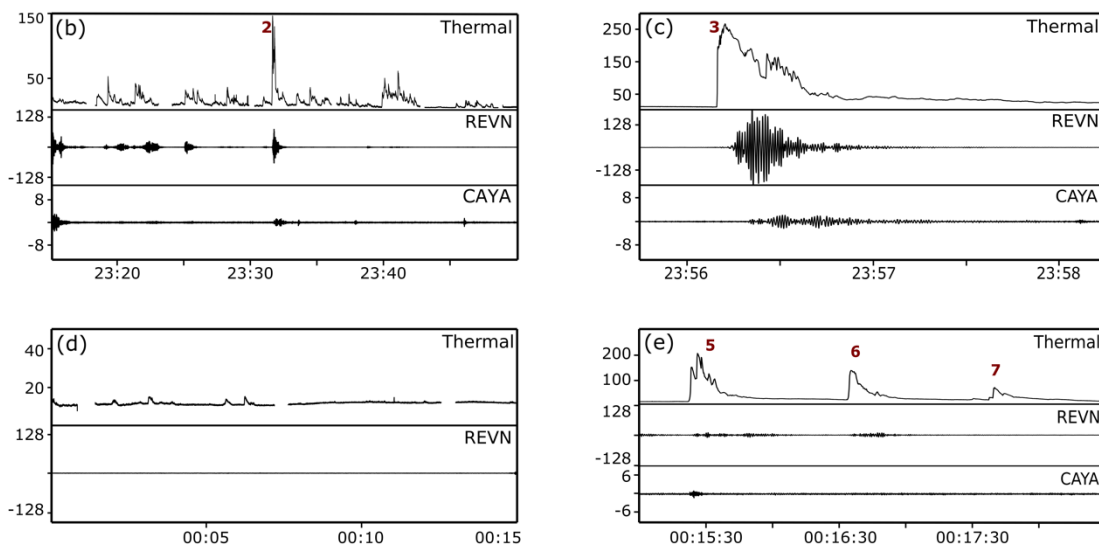 (b) 2 Thermal
150
50
128 REVN
-128
8 CAYA
-8
23:20 23:30 23:40
(c) 3 Thermal
250
150
50
128 REVN
-128
8 CAYA
-8
23:56 23:57 23:58
(d) Thermal
40
20
128 REVN
-128
00:05 00:10 00:15
(e) 5 6 7 Thermal
200
100
128 REVN
-128
6 CAYA
-6
00:15:30 00:16:30 00:17:30